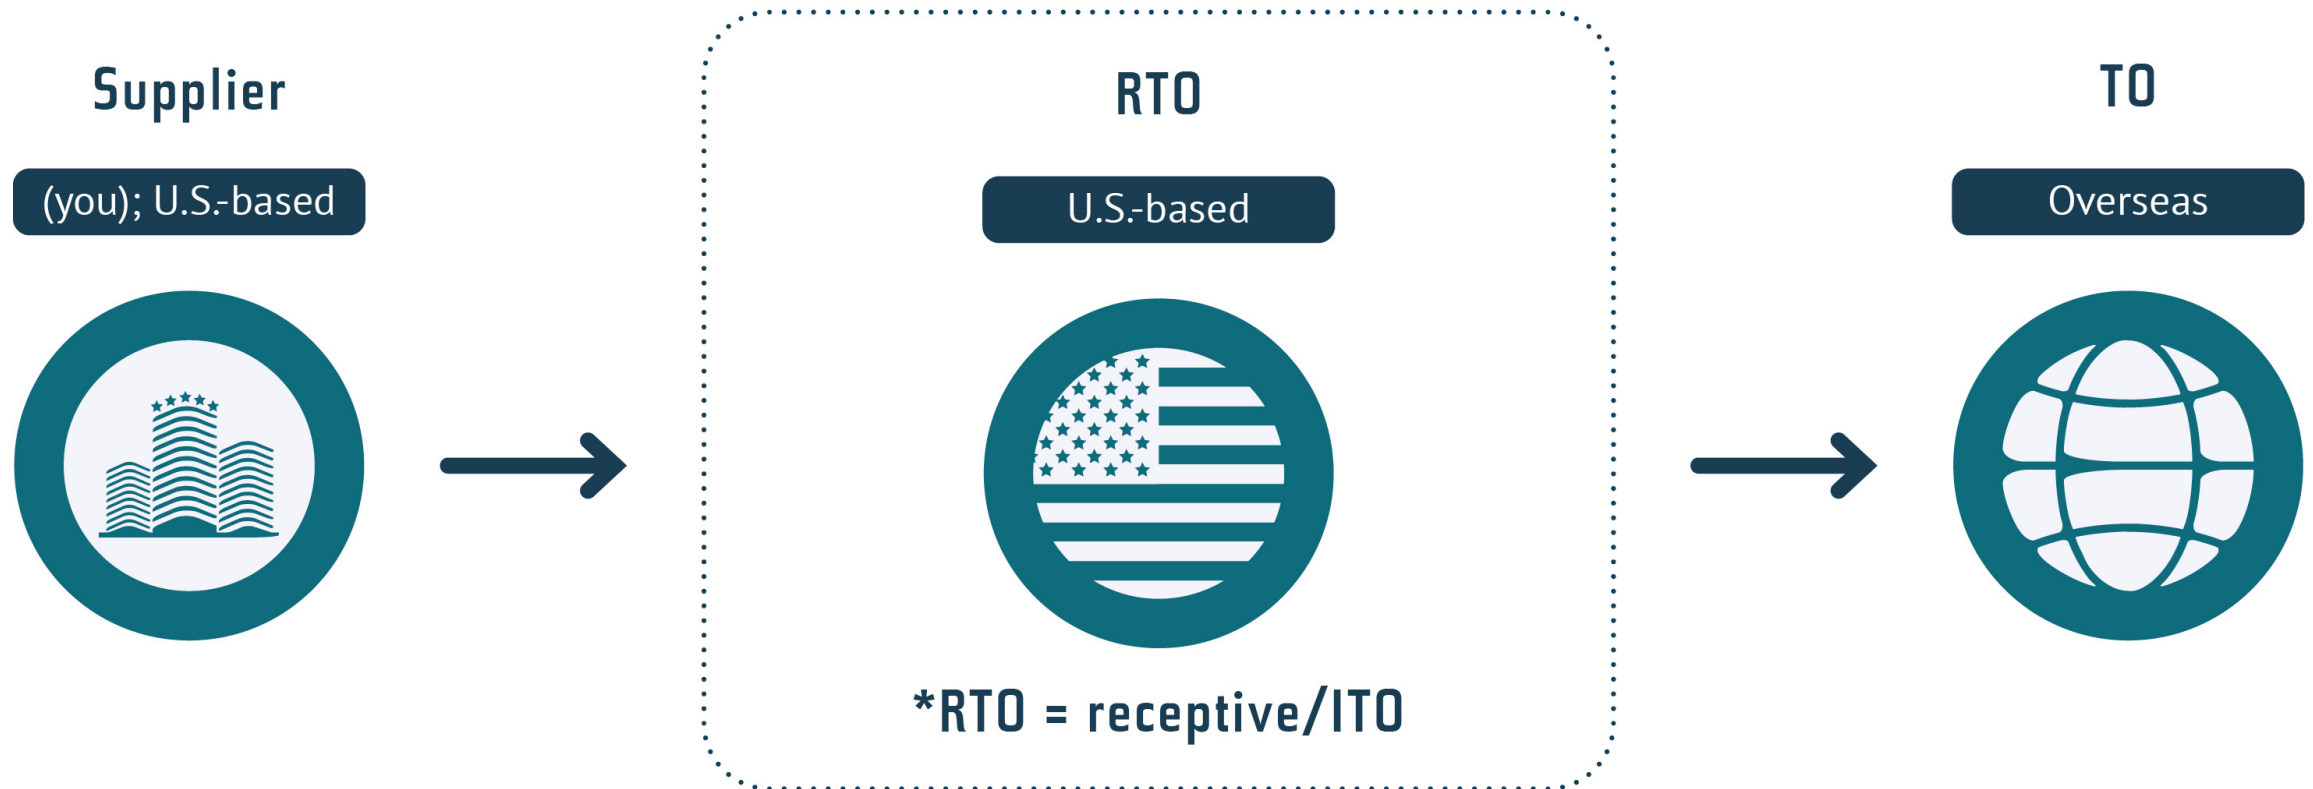 Supplier
(you); U.S.-based
RTO
U.S.-based
*RTO = receptive/ITO
TO
Overseas